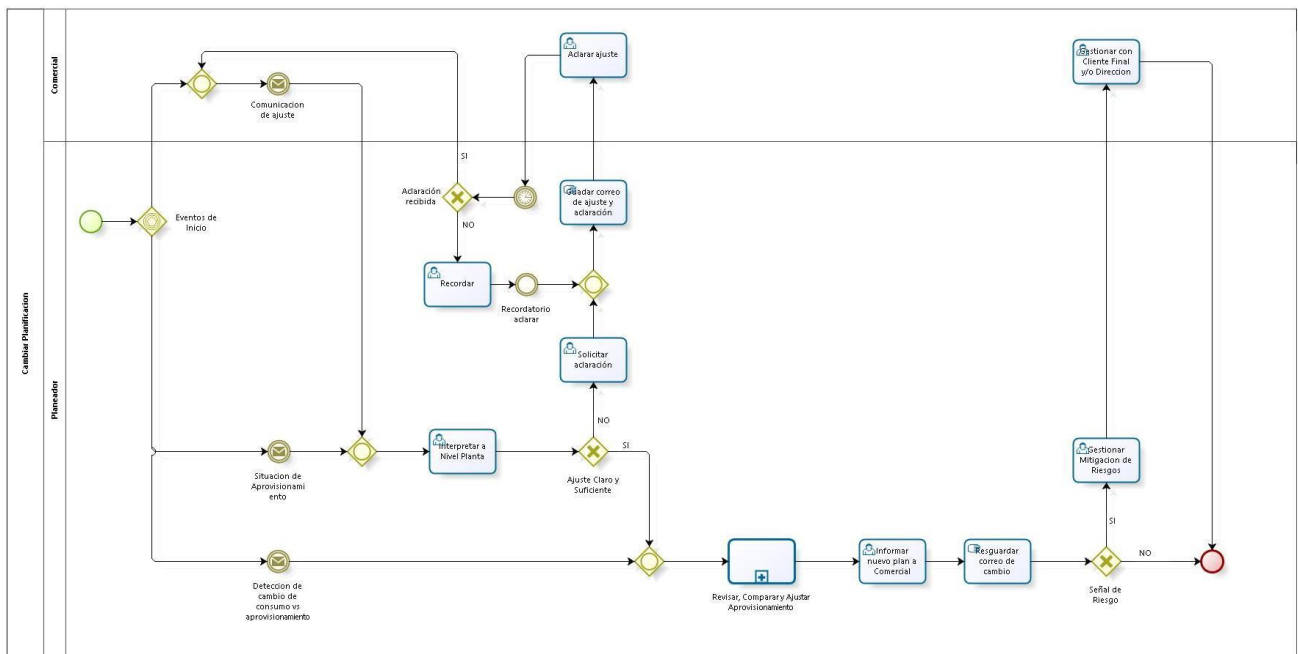 Cambiar Planificacion
Comercial
Planeador
Comunicacion
de ajuste
Aclarar ajuste
Gestionar con
Cliente Final
y/o Direccion
SI
Aclaración
recibida
NO
Guadar correo
de ajuste y
aclaración
Eventos de
Inicio
Recordar
Recordatorio
aclarar
Solicitar
aclaración
NO
SI
Interpretar a
Nivel Planta
Ajuste Claro y
Suficiente
Situacion de
Aprovisionami
ento
Gestionar
Mitigacion de
Riesgos
SI
NO
Deteccion de
cambio de
consumo vs
aprovisionamiento
Revisar, Comparar y Ajustar
Aprovisionamiento
Informar
nuevo plan a
Comercial
Resguardar
correo de
cambio
Señal de
Riesgo